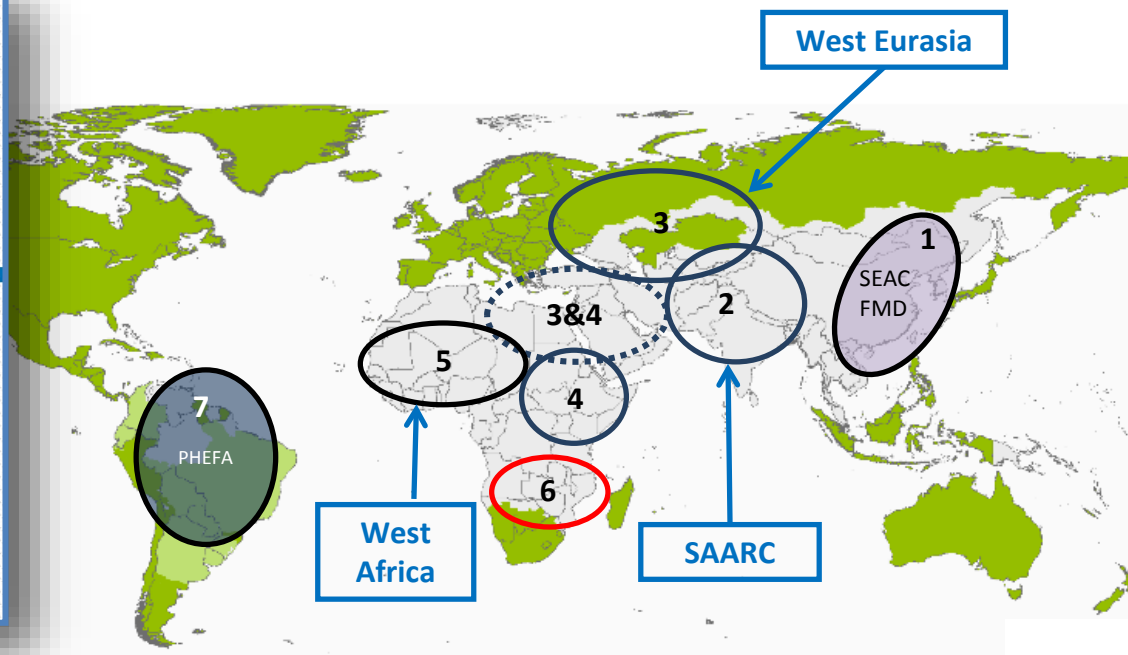 West Eurasia
3
1
SEAC
FMD
2
3&4
5
4
7
PHEFA
6
West
Africa
SAARC